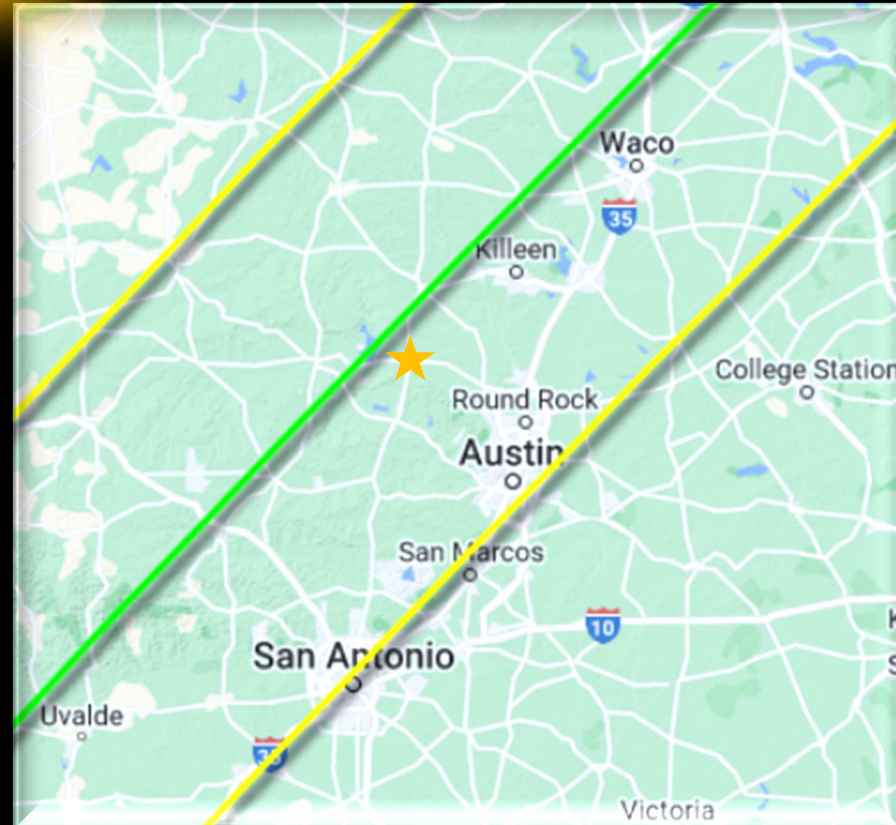 Waco
35
Killeen
College Station
Round Rock
Austin
San Marcos
10
San Antonio
Uvalde
35
Victoria